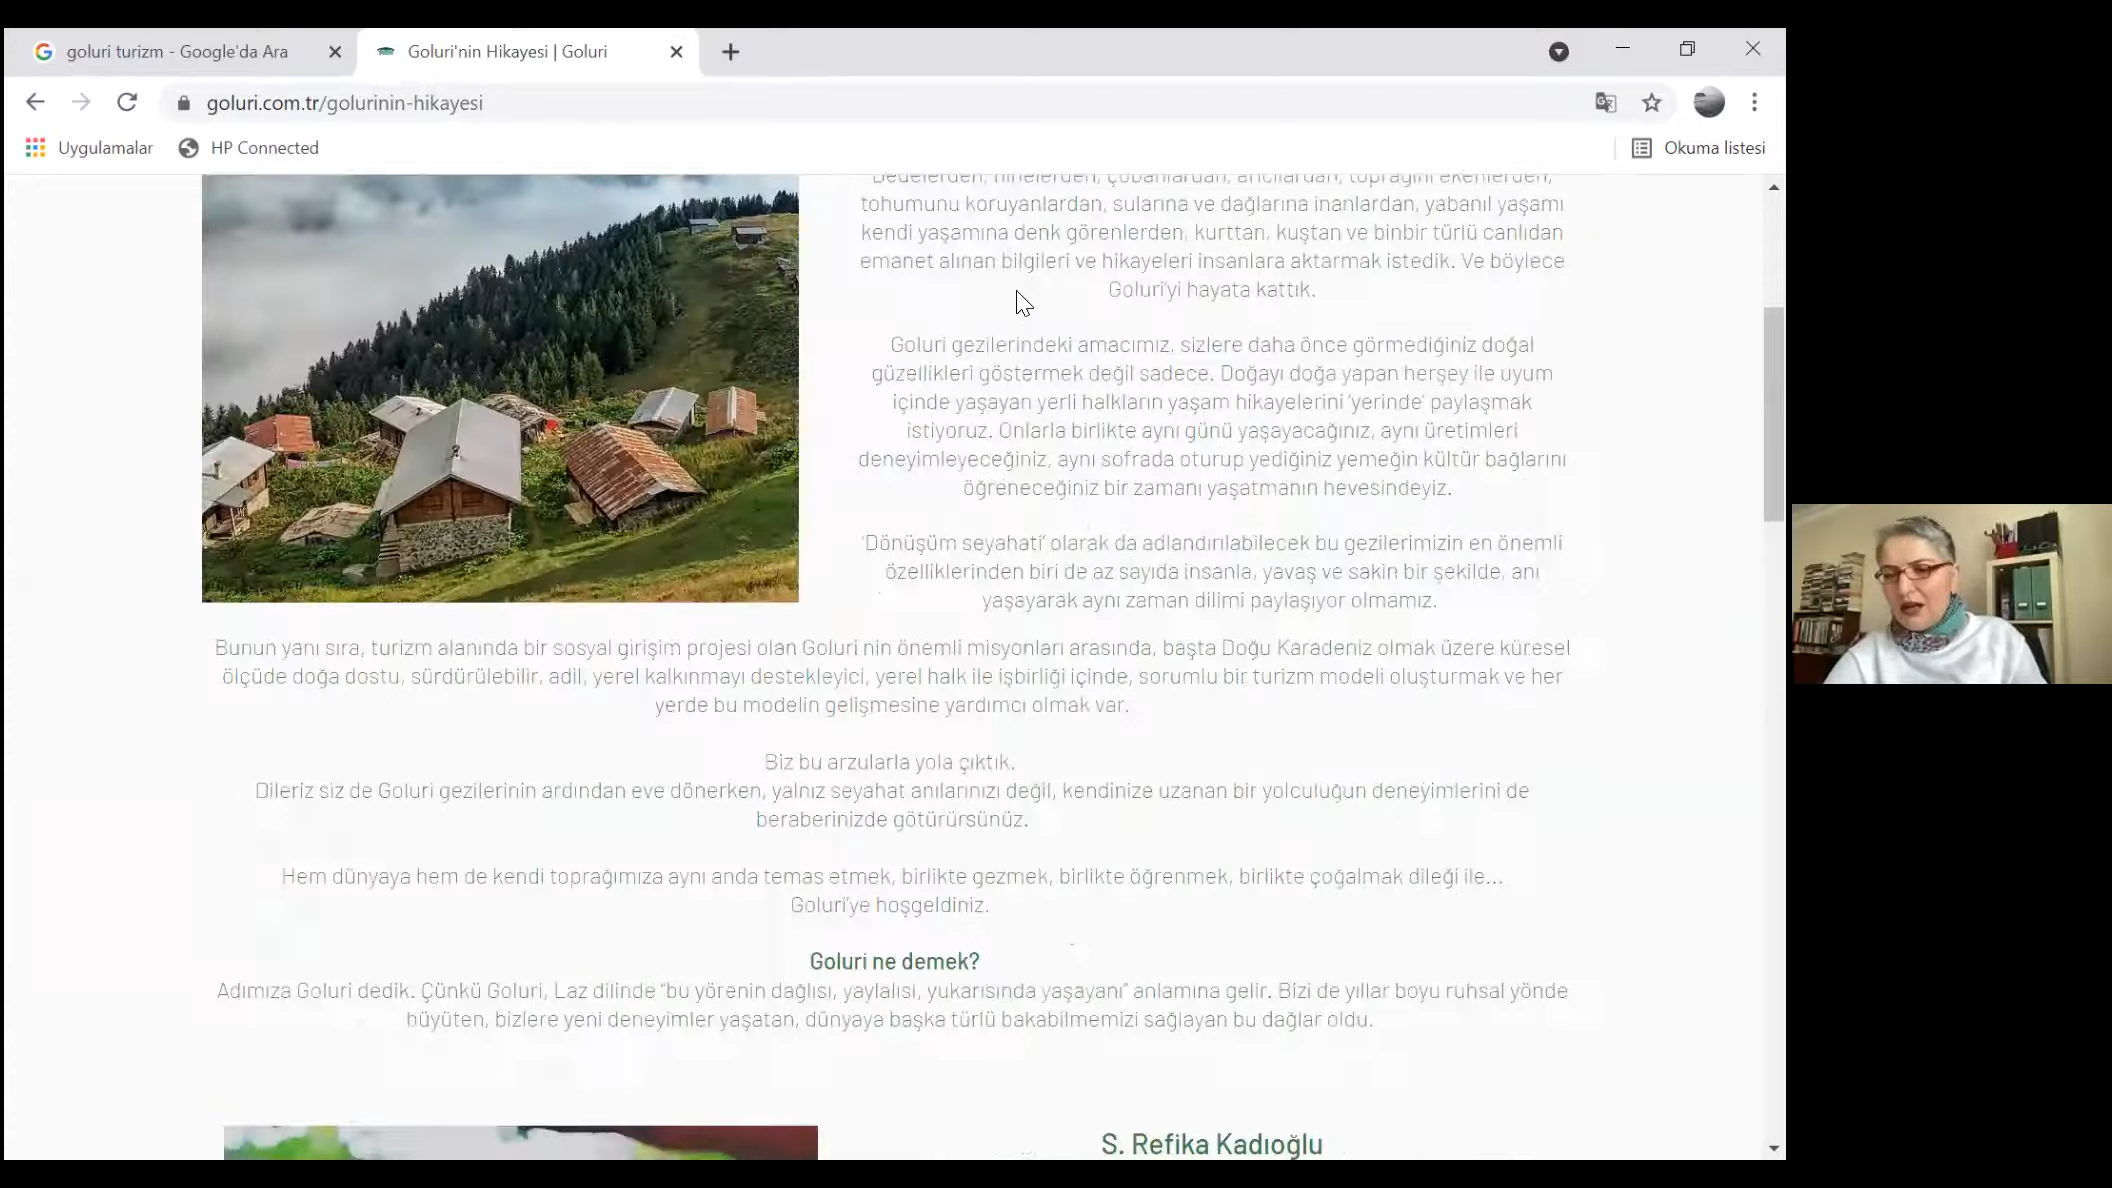 goluri turizm - Google'da Ara
Goluri'nin Hikayesi | Goluri
goluri.com.tr/golurinin-hikayesi
Uygulamalar
HP Connected
Okuma listesi
Dedelerden, ninelerden, çobanlardan, arıcılardan, toprağını ekenlerden,
tohumunu koruyanlardan, sularına ve dağlarına inanlardan, yabanıl yaşamı
kendi yaşamına denk görenlerden, kurttan, kuştan ve binbir türlü canlıdan
emanet alınan bilgileri ve hikayeleri insanlara aktarmak istedik. Ve böylece
Goluri'yi hayata kattık.
Goluri gezilerindeki amacımız, sizlere daha önce görmediğiniz doğal
güzellikleri göstermek değil sadece. Doğayı doğa yapan herşey ile uyum
içinde yaşayan yerli halkların yaşam hikayelerini 'yerinde' paylaşmak
istiyoruz. Onlarla birlikte aynı günü yaşayacağınız, aynı üretimleri
deneyimleyeceğiniz, aynı sofrada oturup yediğiniz yemeğin kültür bağlarını
öğreneceğiniz bir zamanı yaşatmanın hevesindeyiz.
'Dönüşüm seyahati' olarak da adlandırılabilecek bu gezilerimizin en önemli
özelliklerinden biri de az sayıda insanla, yavaş ve sakin bir şekilde, anı
yaşayarak aynı zaman dilimi paylaşıyor olmamız.
Bunun yanı sıra, turizm alanında bir sosyal girişim projesi olan Goluri'nin önemli misyonları arasında, başta Doğu Karadeniz olmak üzere küresel
ölçüde doğa dostu, sürdürülebilir, adil, yerel kalkınmayı destekleyici, yerel halk ile işbirliği içinde, sorumlu bir turizm modeli oluşturmak ve her
yerde bu modelin gelişmesine yardımcı olmak var.
Biz bu arzularla yola çıktık.
Dileriz siz de Goluri gezilerinin ardından eve dönerken, yalnız seyahat anılarınızı değil, kendinize uzanan bir yolculuğun deneyimlerini de
beraberinizde götürürsünüz.
Hem dünyaya hem de kendi toprağımıza aynı anda temas etmek, birlikte gezmek, birlikte öğrenmek, birlikte çoğalmak dileği ile...
Goluri'ye hoşgeldiniz.
Goluri ne demek?
Adımıza Goluri dedik. Çünkü Goluri, Laz dilinde "bu yörenin dağlısı, yaylalısı, yukarısında yaşayanı" anlamına gelir. Bizi de yıllar boyu ruhsal yönde
büyüten, bizlere yeni deneyimler yaşatan, dünyaya başka türlü bakabilmemizi sağlayan bu dağlar oldu.
S. Refika Kadıoğlu